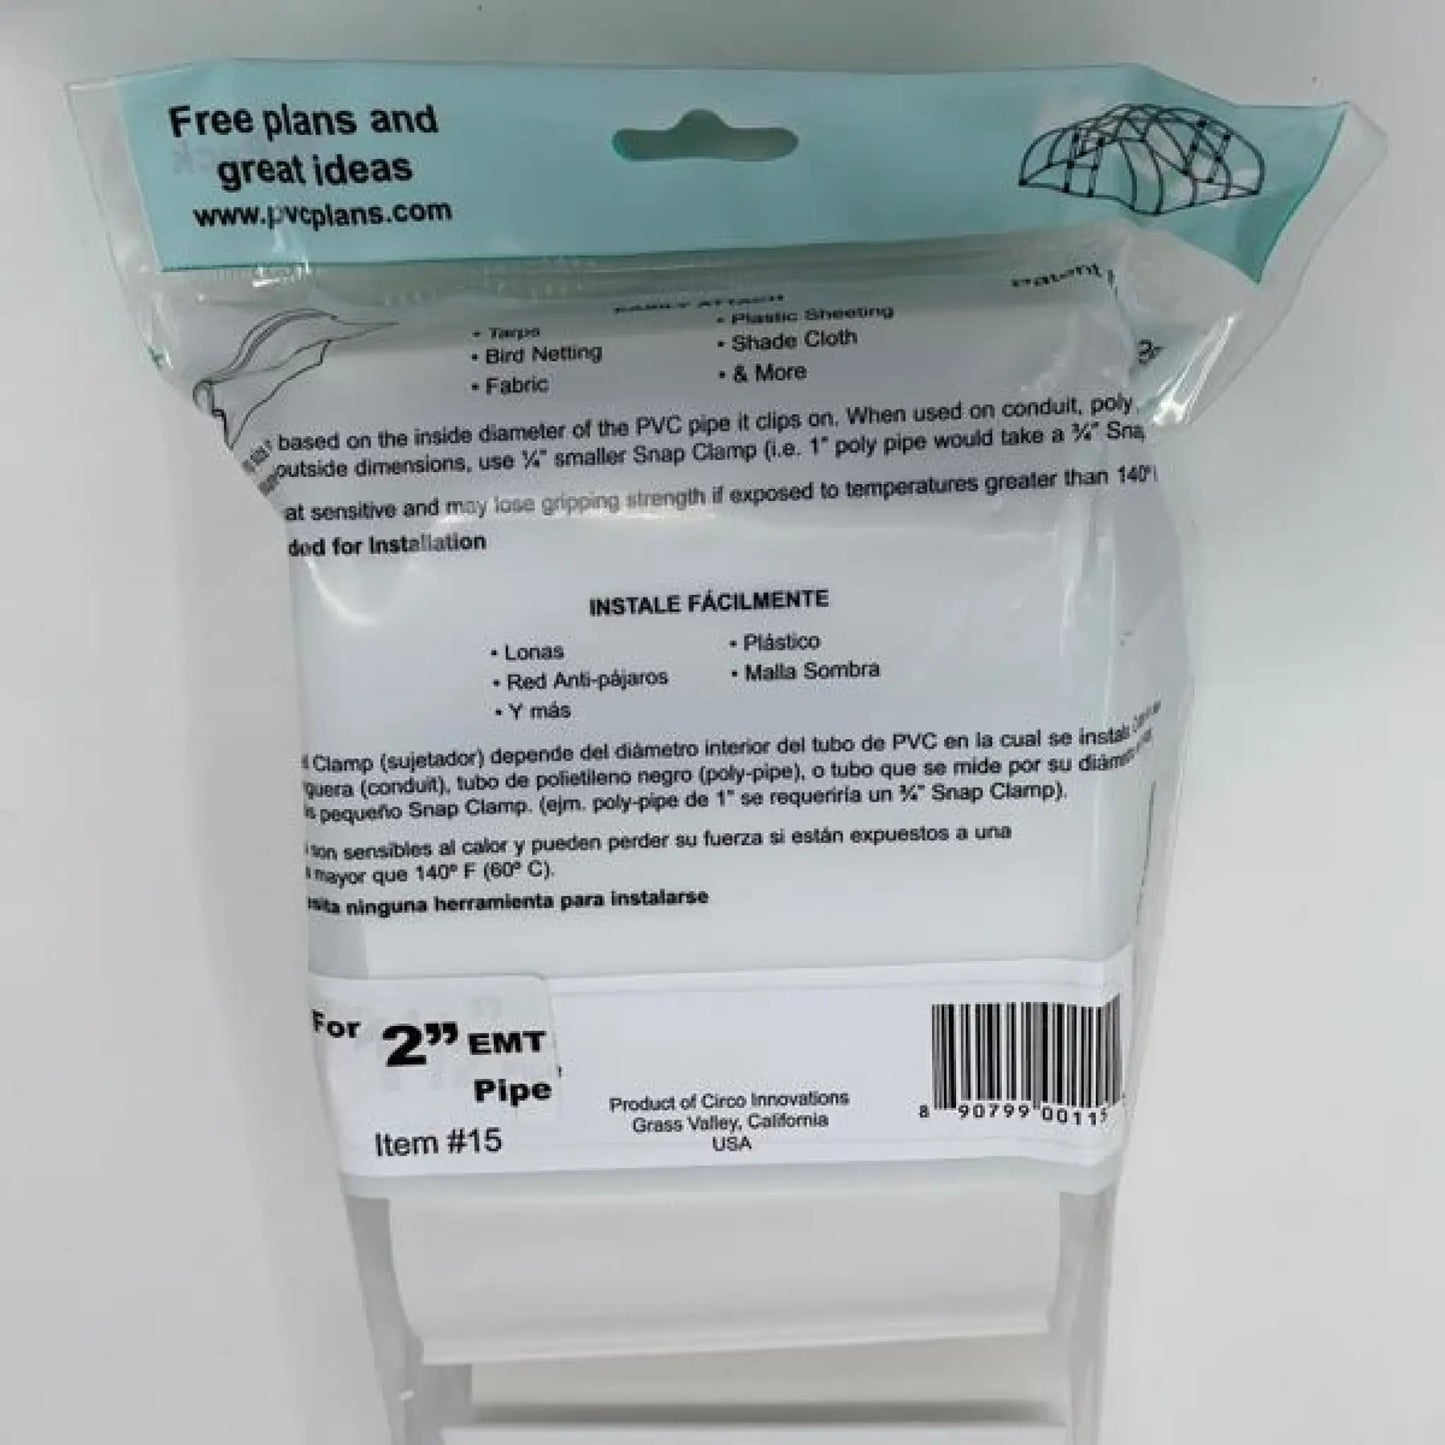 Free plans and
great ideas
www.pvcplans.com
Patent
EASILY ATTACH
• Tarps
• Plastic Sheeting
• Bird Netting
• Shade Cloth
• Fabric
• & More
based on the inside diameter of the PVC pipe it clips on. When used on conduit, poly
outside dimensions, use ¼" smaller Snap Clamp (i.e. 1" poly pipe would take a ¾" Sna
at sensitive and may lose gripping strength if exposed to temperatures greater than 140°
ded for Installation
INSTALE FÁCILMENTE
• Lonas
• Plástico
• Red Anti-pájaros
• Malla Sombra
• Y más
Clamp (sujetador) depende del diámetro interior del tubo de PVC en la cual se instala
guera (conduit), tubo de polietileno negro (poly-pipe), o tubo que se mide por su diám
pequeño Snap Clamp. (ejm. poly-pipe de 1" se requeriría un ¾" Snap Clamp).
son sensibles al calor y pueden perder su fuerza si están expuestos a una
mayor que 140° F (60° C).
sita ninguna herramienta para instalarse
For 2” EMT
Pipe
Item #15
Product of Circo Innovations
Grass Valley, California
USA
8 90799 00115